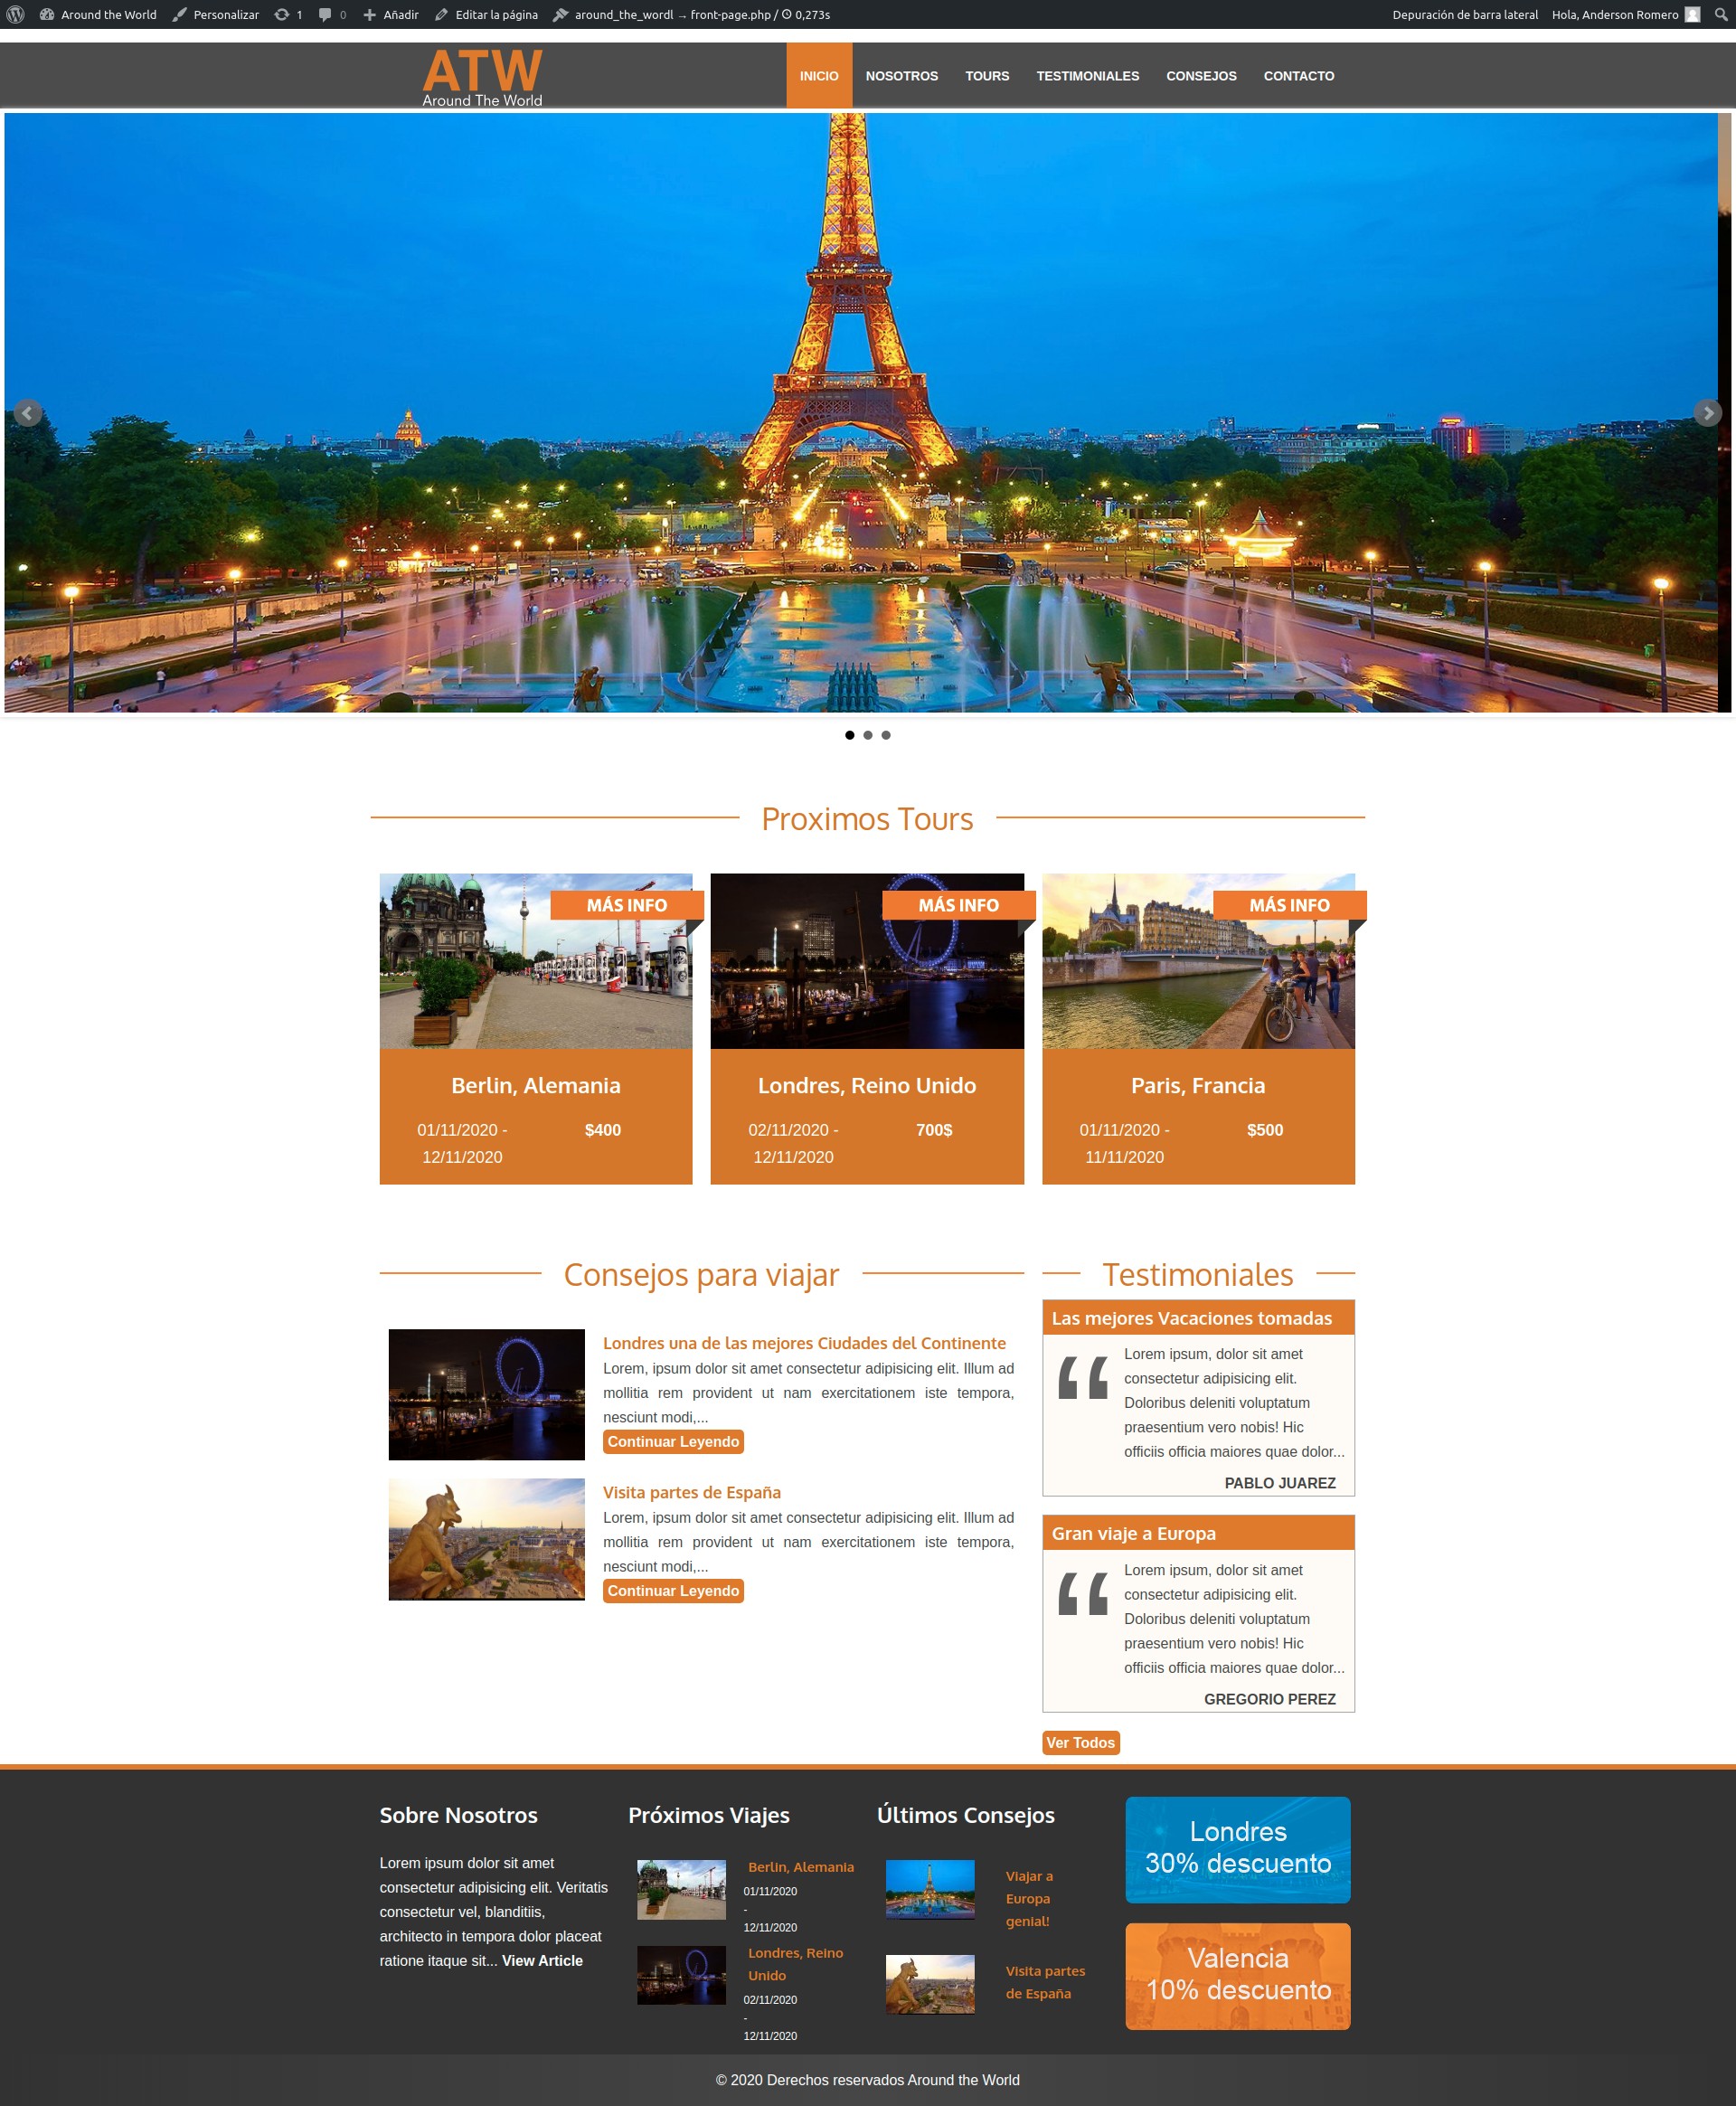 Around the World
Personalizar
1
0
Añadir
Editar la página
around_the_wordl → front-page.php / 0,273s
Depuración de barra lateral
Hola, Anderson Romero
ATW
Around The World
INICIO
NOSOTROS
TOURS
TESTIMONIALES
CONSEJOS
CONTACTO
Proximos Tours
MÁS INFO
Berlin, Alemania
01/11/2020 -
12/11/2020
$400
MÁS INFO
Londres, Reino Unido
02/11/2020 -
12/11/2020
700$
MÁS INFO
Paris, Francia
01/11/2020 -
11/11/2020
$500
Consejos para viajar
Londres una de las mejores Ciudades del Continente
Lorem, ipsum dolor sit amet consectetur adipisicing elit. Illum ad
mollitia rem provident ut nam exercitationem iste tempora,
nesciunt modi,...
Continuar Leyendo
Visita partes de España
Lorem, ipsum dolor sit amet consectetur adipisicing elit. Illum ad
mollitia rem provident ut nam exercitationem iste tempora,
nesciunt modi,...
Continuar Leyendo
Testimoniales
Las mejores Vacaciones tomadas
Lorem ipsum, dolor sit amet
consectetur adipisicing elit.
Doloribus deleniti voluptatum
praesentium vero nobis! Hic
officiis officia maiores quae dolor...
PABLO JUAREZ
Gran viaje a Europa
Lorem ipsum, dolor sit amet
consectetur adipisicing elit.
Doloribus deleniti voluptatum
praesentium vero nobis! Hic
officiis officia maiores quae dolor...
GREGORIO PEREZ
Ver Todos
Sobre Nosotros
Lorem ipsum dolor sit amet
consectetur adipisicing elit. Veritatis
consectetur vel, blanditiis,
architecto in tempora dolor placeat
ratione itaque sit... View Article
Próximos Viajes
Berlin, Alemania
01/11/2020
-
12/11/2020
Londres, Reino
Unido
02/11/2020
-
12/11/2020
Últimos Consejos
Viajar a
Europa
genial!
Visita partes
de España
Londres
30% descuento
Valencia
10% descuento
© 2020 Derechos reservados Around the World